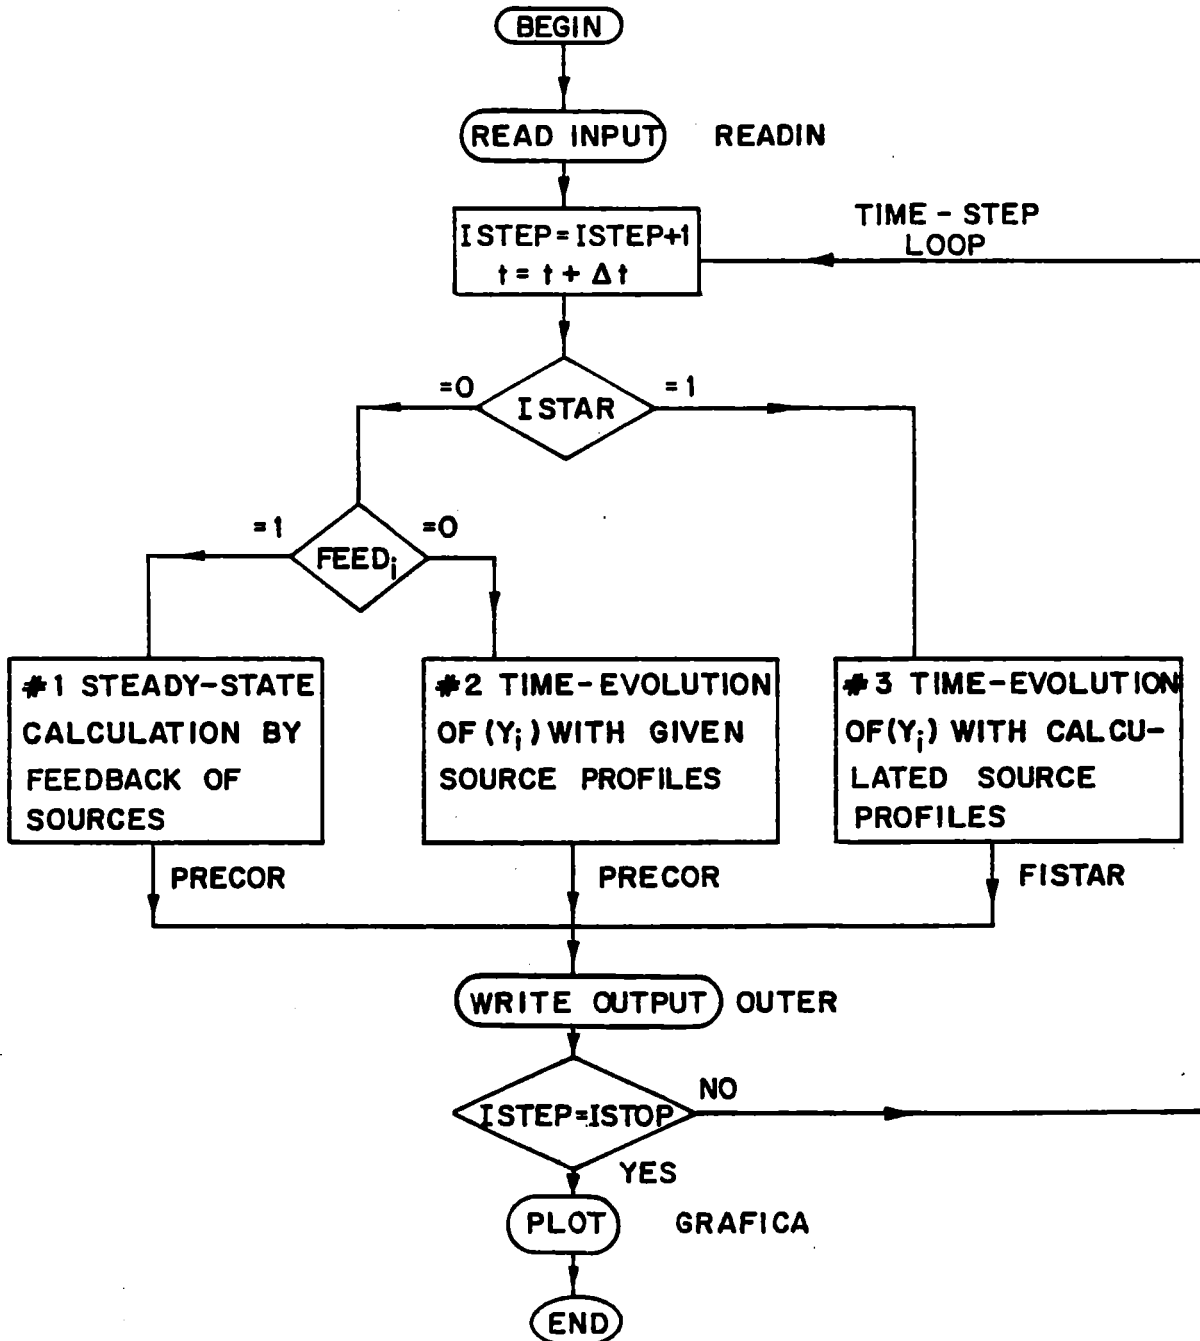 BEGIN
READ INPUT
READIN
ISTEP=ISTEP+1
t = t + Δt
TIME - STEP
LOOP
=0
ISTAR
=1
=1
FEEDi
=0
#1 STEADY-STATE
CALCULATION BY
FEEDBACK OF
SOURCES
#2 TIME-EVOLUTION
OF (Yi) WITH GIVEN
SOURCE PROFILES
#3 TIME-EVOLUTION
OF(Yi) WITH CALCU-
LATED SOURCE
PROFILES
PRECOR
PRECOR
FISTAR
WRITE OUTPUT
OUTER
ISTEP=ISTOP
NO
YES
PLOT
GRAFICA
END